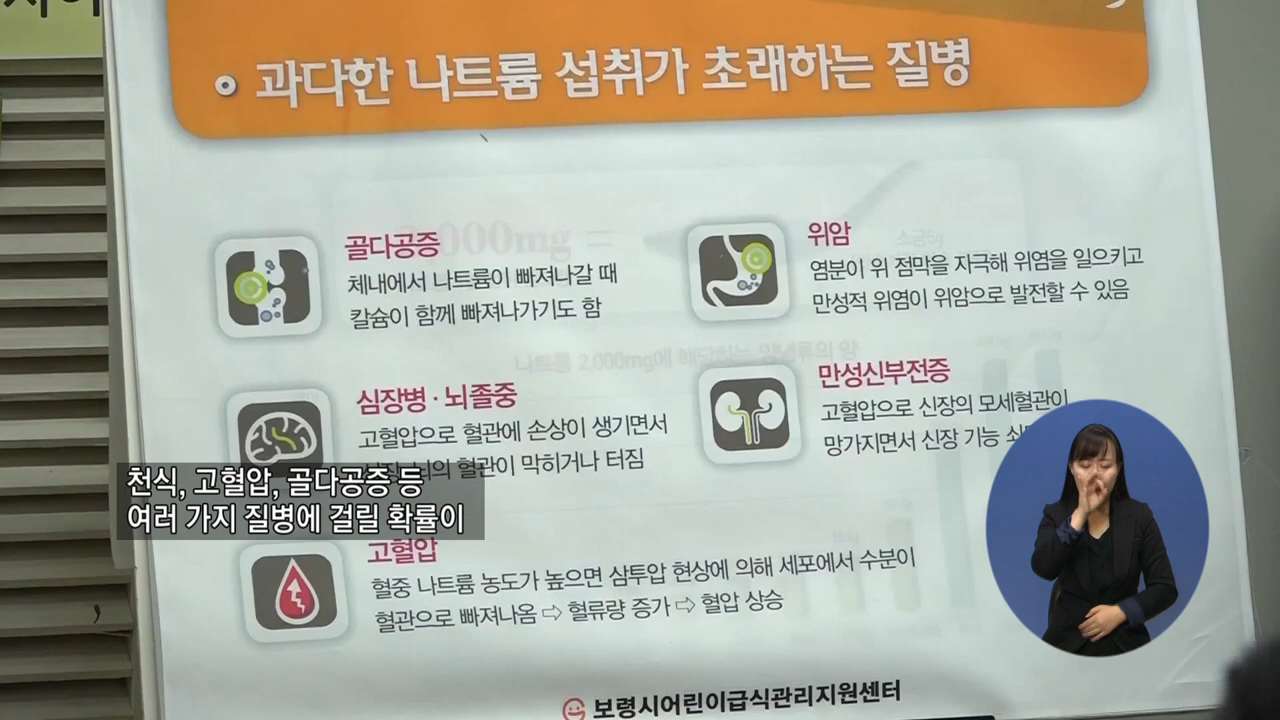 과다한 나트륨 섭취가 초래하는 질병
골다공증
체내에서 나트륨이 빠져나갈 때
칼슘이 함께 빠져나가기도 함
위암
염분이 위 점막을 자극해 위염을 일으키고
만성적 위염이 위암으로 발전할 수 있음
심장병·뇌졸중
고혈압으로 혈관에 손상이 생기면서
혈관이 막히거나 터짐
만성신부전증
고혈압으로 신장의 모세혈관이
망가지면서 신장 기능
천식, 고혈압, 골다공증 등
여러 가지 질병에 걸릴 확률이
고혈압
혈중 나트륨 농도가 높으면 삼투압 현상에 의해 세포에서 수분이
혈관으로 빠져나옴 ⇨ 혈류량 증가 ⇨ 혈압 상승
보령시어린이급식관리지원센터